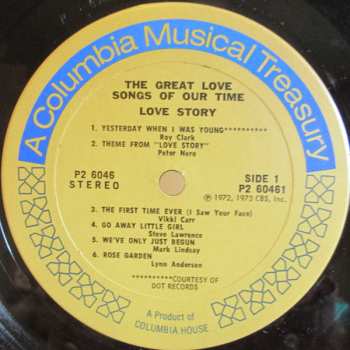 A Columbia Musical Treasury
THE GREAT LOVE
SONGS OF OUR TIME
LOVE STORY
1. YESTERDAY WHEN I WAS YOUNG**********
Roy Clark
2. THEME FROM "LOVE STORY"
Peter Nero
P2 6046
STEREO
SIDE 1
P2 60461
℗ 1972, 1973 CBS, Inc.
3. THE FIRST TIME EVER (I Saw Your Face)
Vikki Carr
4. GO AWAY LITTLE GIRL
Steve Lawrence
5. WE'VE ONLY JUST BEGUN
Mark Lindsay
6. ROSE GARDEN
Lynn Anderson
**********COURTESY OF
DOT RECORDS
A Product of
COLUMBIA HOUSE